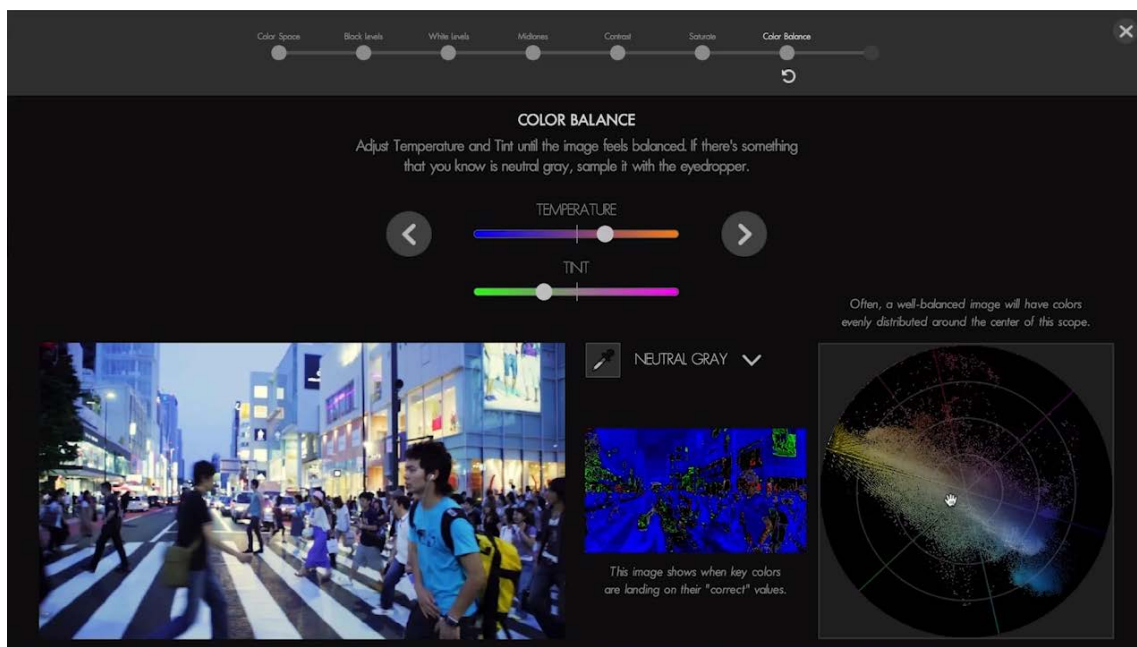 Color Space Black Levels White Levels Midtones Contrast Saturate Color Balance
COLOR BALANCE
Adjust Temperature and Tint until the image feels balanced. If there's something
that you know is neutral gray, sample it with the eyedropper.
TEMPERATURE
TINT
Often, a well-balanced image will have colors
evenly distributed around the center of this scope.
NEUTRAL GRAY
This image shows when key colors
are landing on their "correct" values.